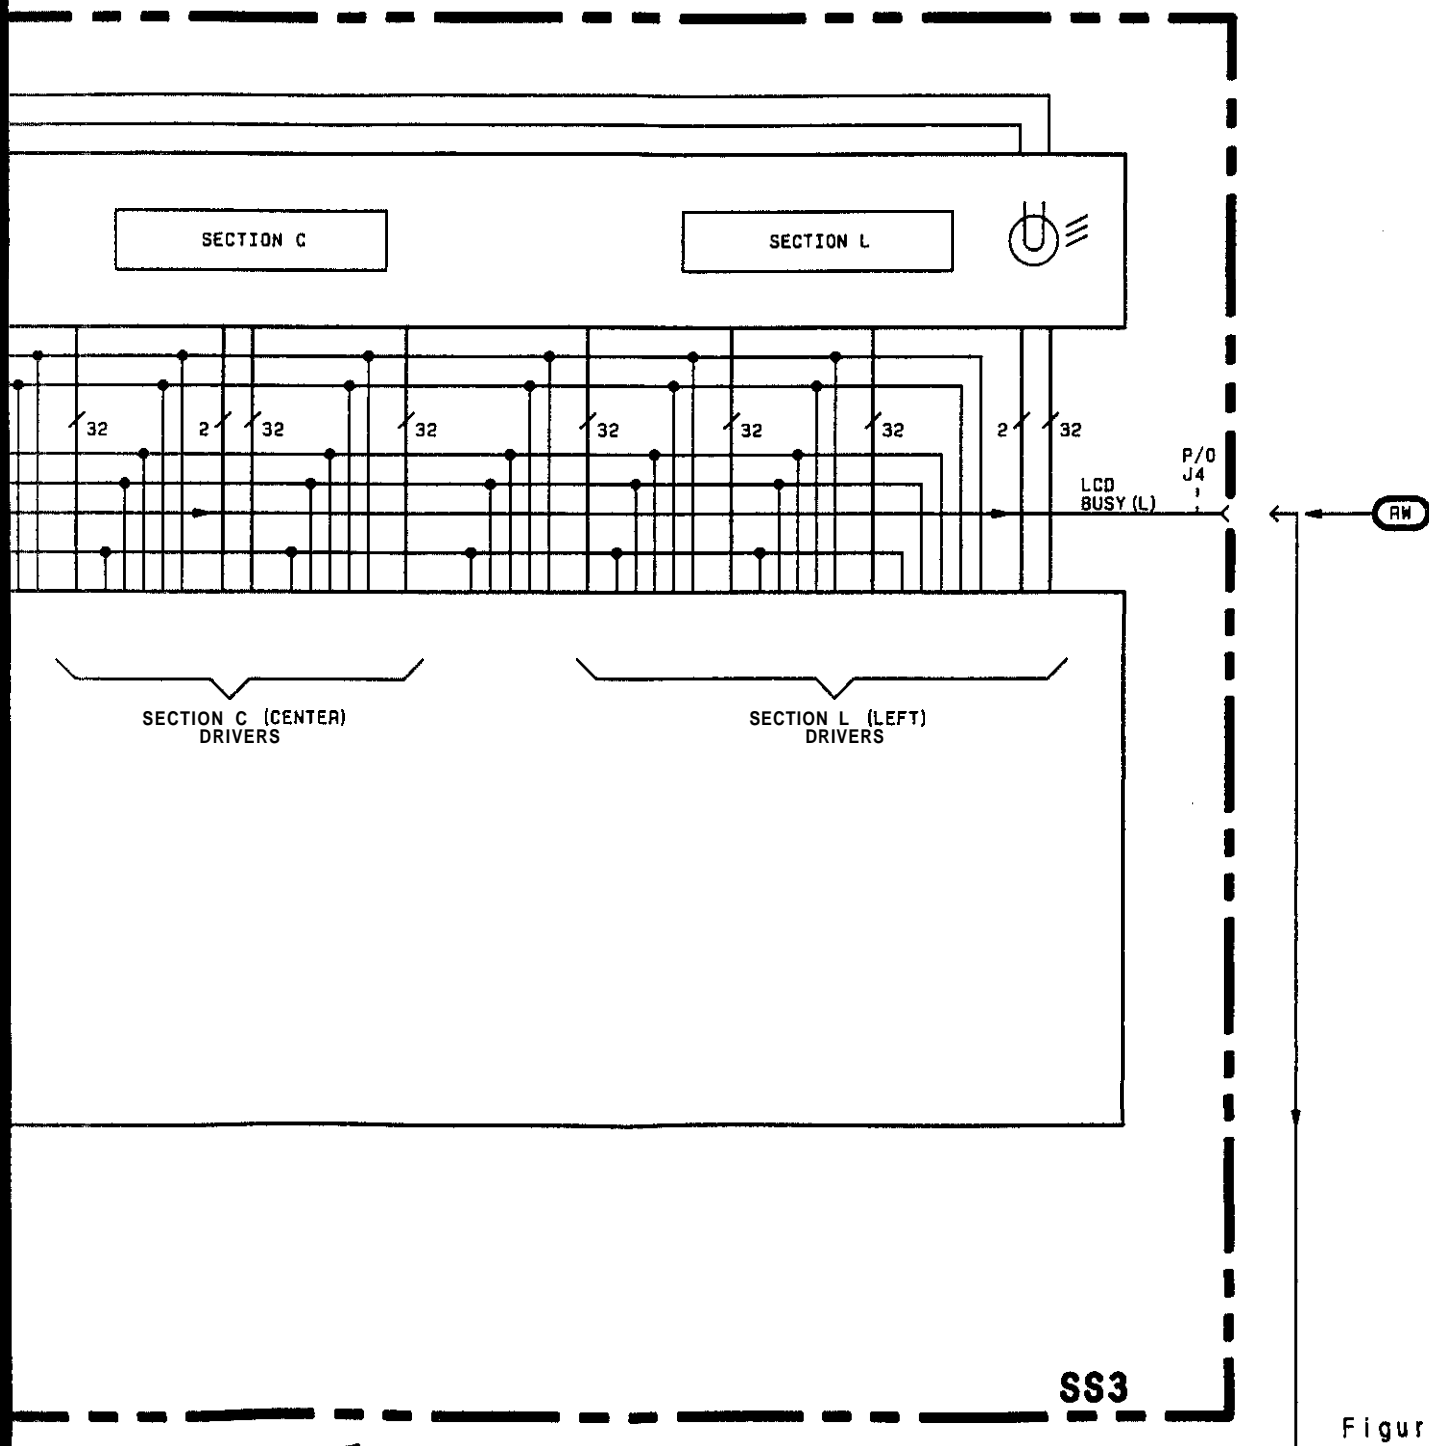 SECTION C
SECTION L
32
2
32
32
32
32
32
2
32
P/O
J4
LCD
BUSY (L)
AW
SECTION C (CENTER)
DRIVERS
SECTION L (LEFT)
DRIVERS
SS3
Figur